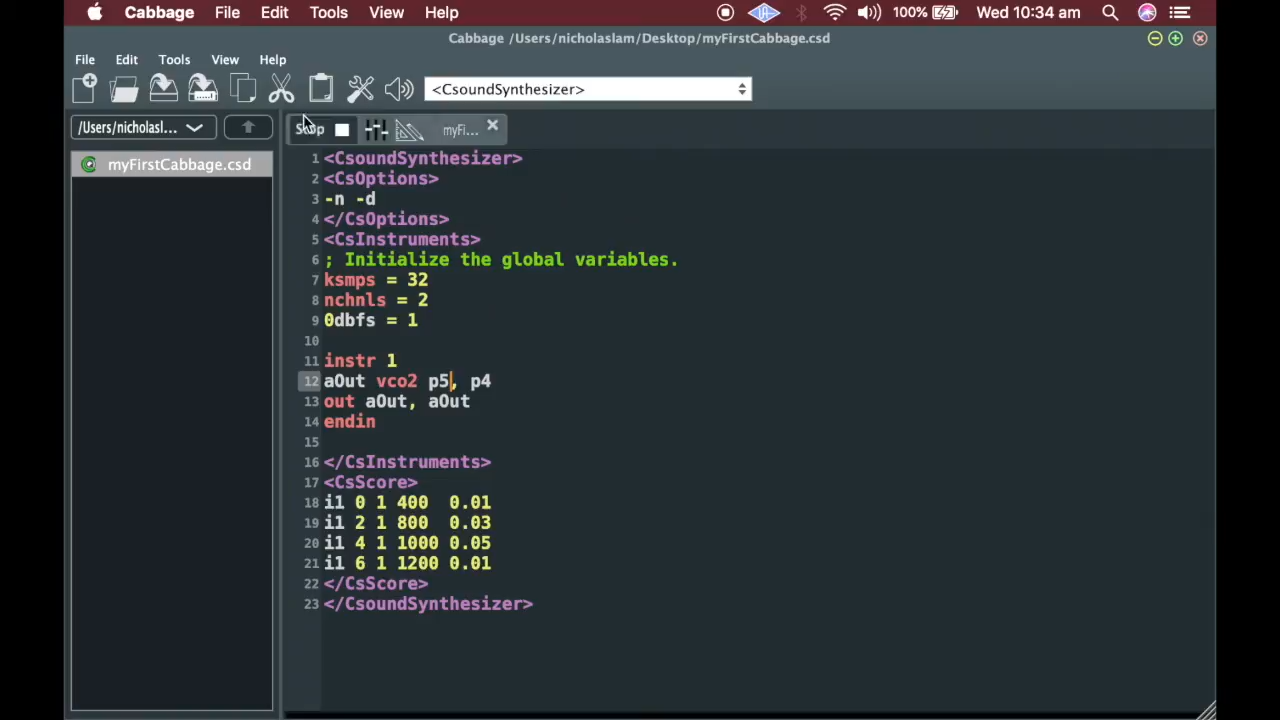 Cabbage File Edit Tools View Help 100% Wed 10:34 am
Cabbage /Users/nicholaslam/Desktop/myFirstCabbage.csd
File Edit Tools View Help
<CsoundSynthesizer>
/Users/nicholasl... Stop myFi...
myFirstCabbage.csd
1 <CsoundSynthesizer>
2 <CsOptions>
3 -n -d
4 </CsOptions>
5 <CsInstruments>
6 ; Initialize the global variables.
7 ksmps = 32
8 nchnls = 2
9 0dbfs = 1
10
11 instr 1
12 aOut vco2 p5, p4
13 out aOut, aOut
14 endin
15
16 </CsInstruments>
17 <CsScore>
18 i1 0 1 400 0.01
19 i1 2 1 800 0.03
20 i1 4 1 1000 0.05
21 i1 6 1 1200 0.01
22 </CsScore>
23 </CsoundSynthesizer>